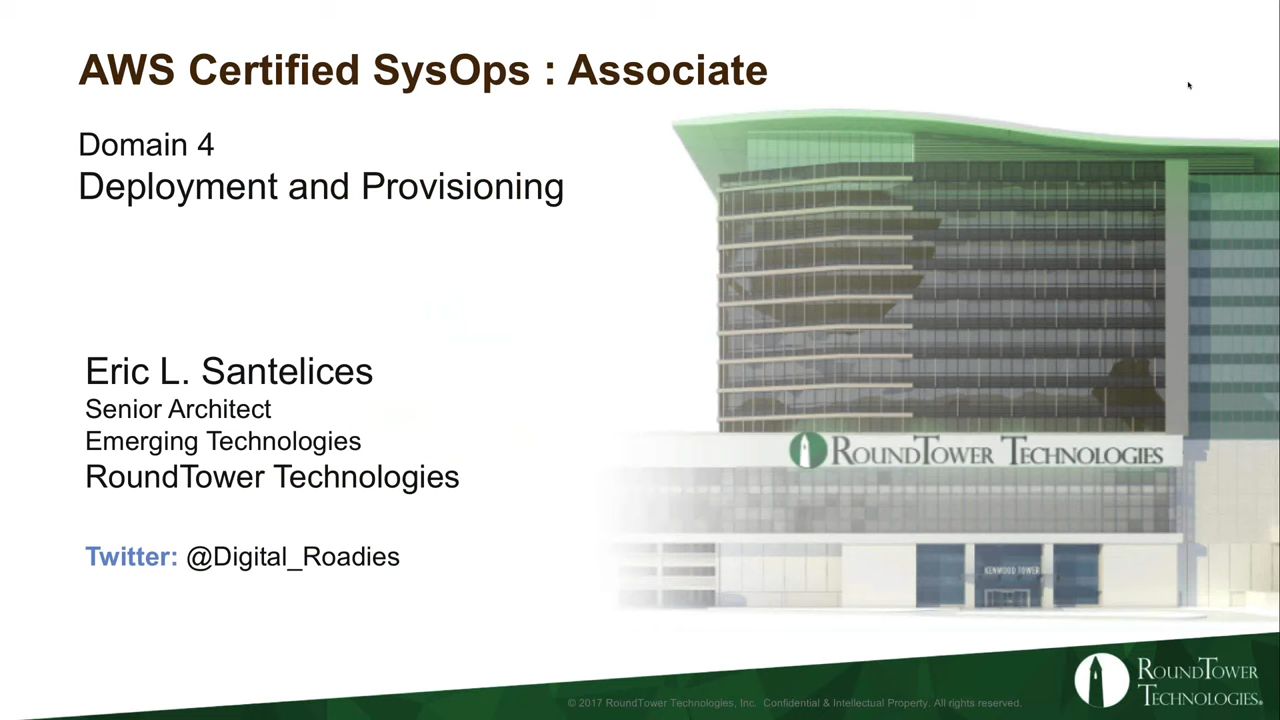 AWS Certified SysOps : Associate
Domain 4
Deployment and Provisioning
Eric L. Santelices
Senior Architect
Emerging Technologies
RoundTower Technologies
Twitter: @Digital_Roadies
ROUNDTOWER TECHNOLOGIES
KENWOOD TOWER
© 2017 RoundTower Technologies, Inc. Confidential & Intellectual Property. All rights reserved.
ROUNDTOWER
TECHNOLOGIES®